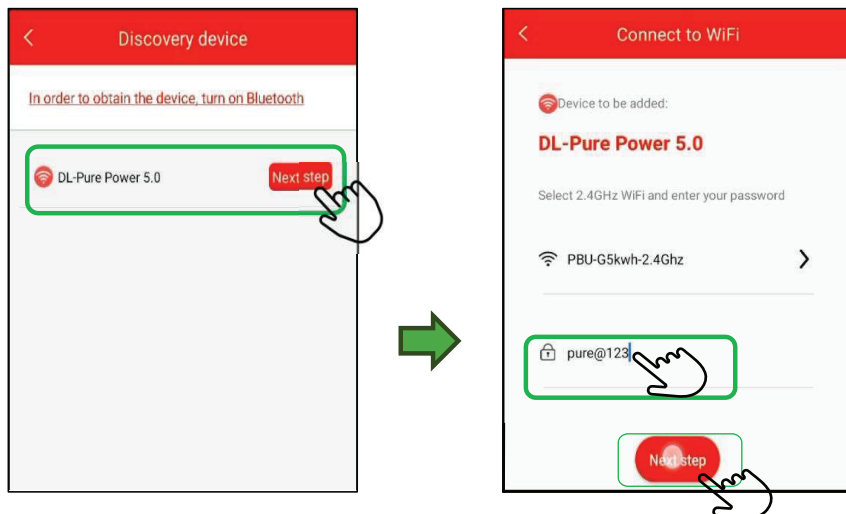 Discovery device
In order to obtain the device, turn on Bluetooth
DL-Pure Power 5.0
Next step
Connect to WiFi
Device to be added:
DL-Pure Power 5.0
Select 2.4GHz WiFi and enter your password
PBU-G5kwh-2.4Ghz
pure@123
Next step